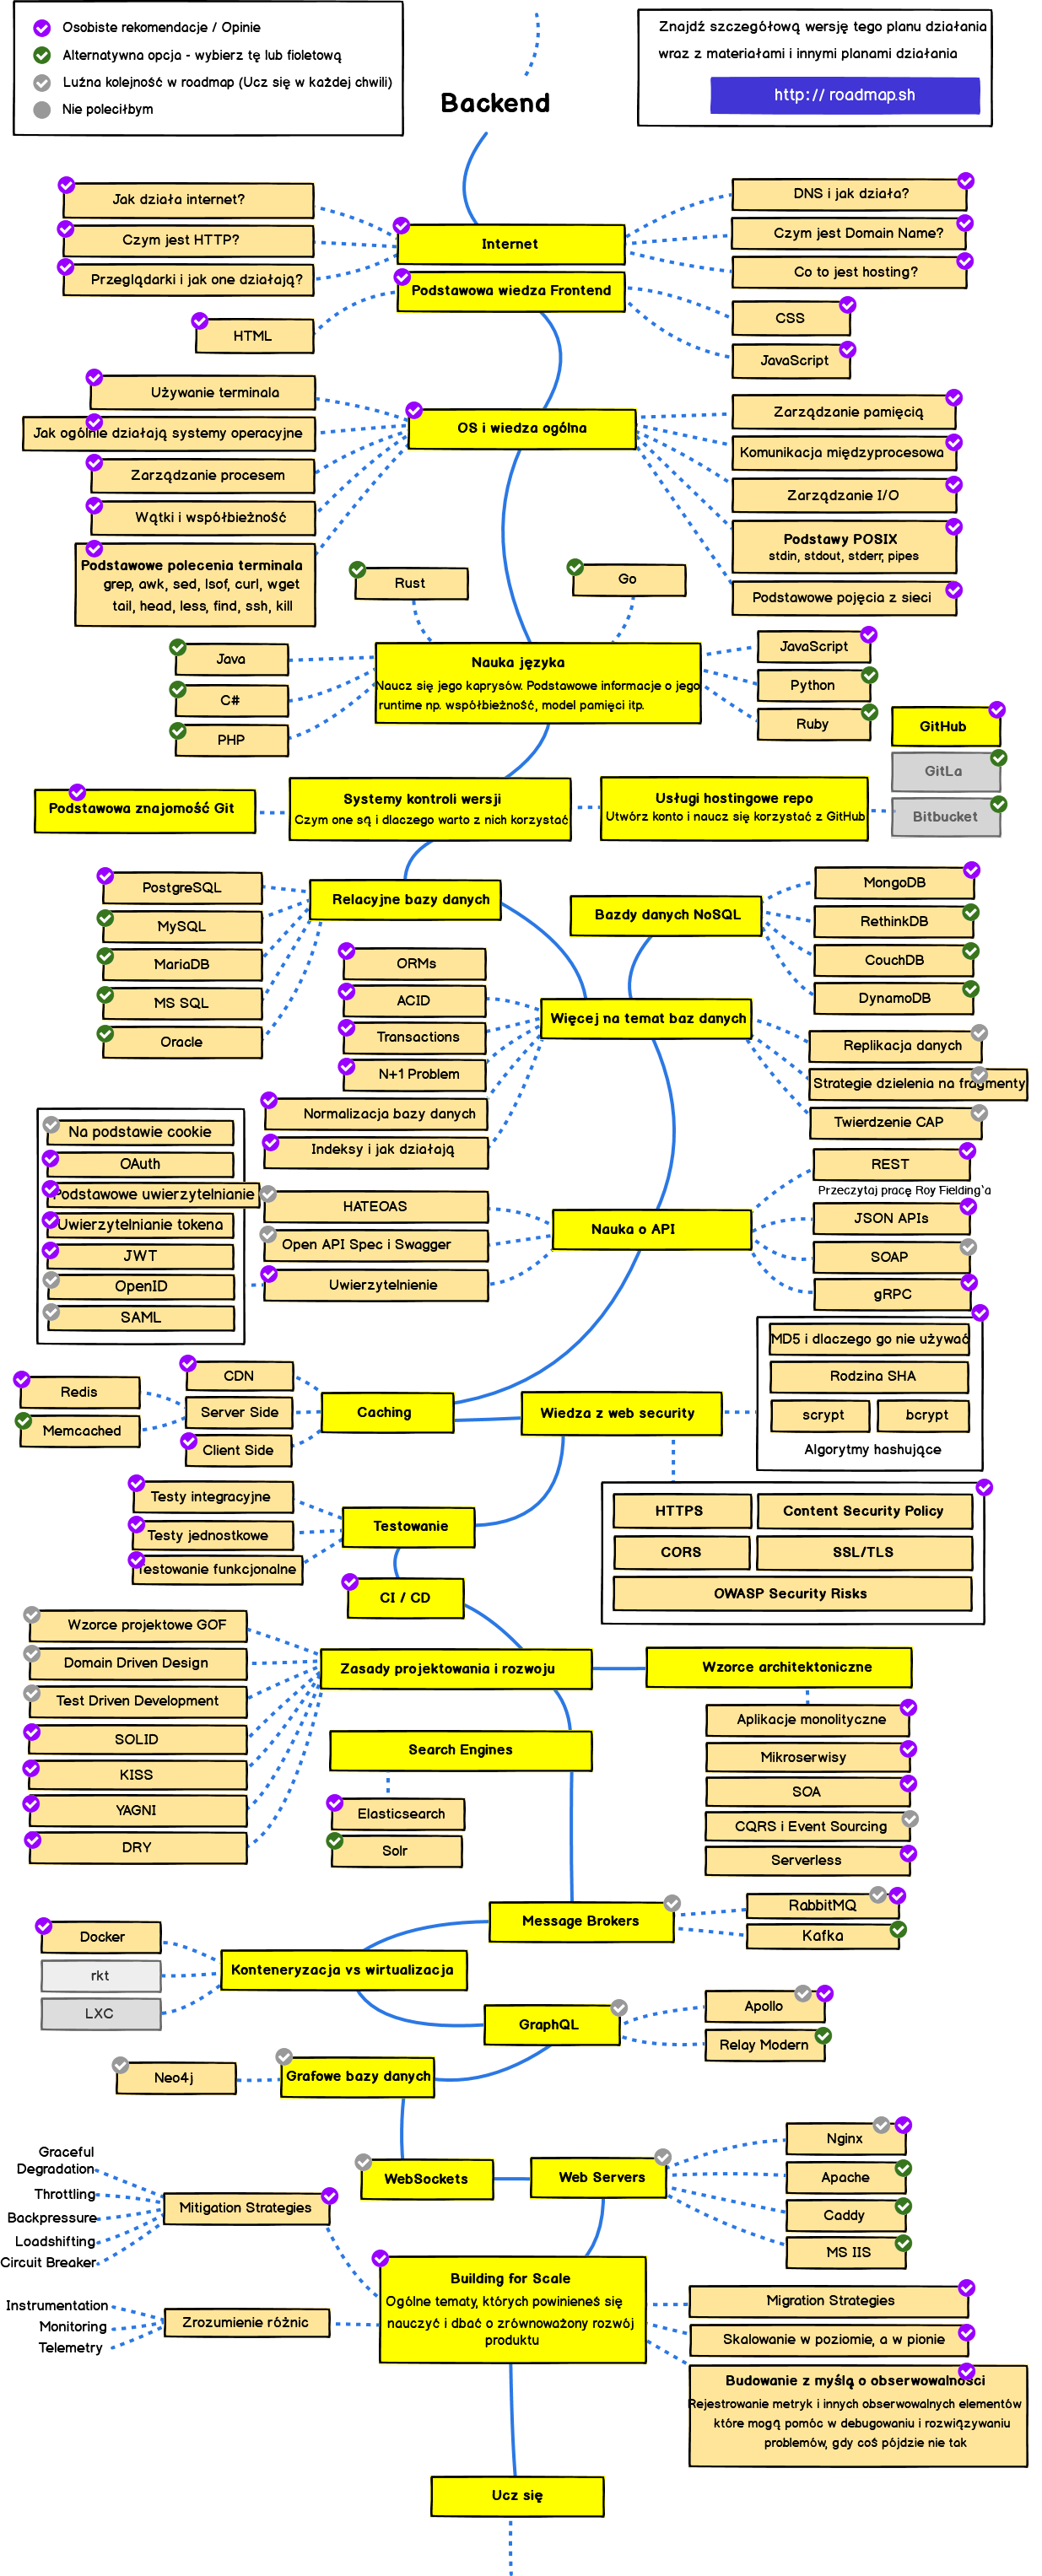 Osobiste rekomendacje / Opinie
Alternatywna opcja - wybierz tę lub fioletową
Luźna kolejność w roadmap (Ucz się w każdej chwili)
Nie poleciłbym
Backend
Znajdź szczegółową wersję tego planu działania
wraz z materiałami i innymi planami działania
http:// roadmap.sh
Jak działa internet?
Czym jest HTTP?
Przeglądarki i jak one działają?
HTML
Internet
Podstawowa wiedza Frontend
DNS i jak działa?
Czym jest Domain Name?
Co to jest hosting?
CSS
JavaScript
Używanie terminala
Jak ogólnie działają systemy operacyjne
Zarządzanie procesem
Wątki i współbieżność
Podstawowe polecenia terminala
grep, awk, sed, lsof, curl, wget
tail, head, less, find, ssh, kill
OS i wiedza ogólna
Zarządzanie pamięcią
Komunikacja międzyprocesowa
Zarządzanie I/O
Podstawy POSIX
stdin, stdout, stderr, pipes
Podstawowe pojęcia z sieci
Rust
Go
Java
C#
PHP
Nauka języka
Naucz się jego kaprysów. Podstawowe informacje o jego
runtime np. współbieżność, model pamięci itp.
JavaScript
Python
Ruby
GitHub
GitLa
Bitbucket
Podstawowa znajomość Git
Systemy kontroli wersji
Czym one są i dlaczego warto z nich korzystać
Usługi hostingowe repo
Utwórz konto i naucz się korzystać z GitHub
PostgreSQL
MySQL
MariaDB
MS SQL
Oracle
Relacyjne bazy danych
Bazdy danych NoSQL
MongoDB
RethinkDB
CouchDB
DynamoDB
ORMs
ACID
Transactions
N+1 Problem
Normalizacja bazy danych
Indeksy i jak działają
Więcej na temat baz danych
Replikacja danych
Strategie dzielenia na fragmenty
Twierdzenie CAP
Na podstawie cookie
OAuth
Podstawowe uwierzytelnianie
Uwierzytelnianie tokena
JWT
OpenID
SAML
HATEOAS
Open API Spec i Swagger
Uwierzytelnienie
Nauka o API
REST
Przeczytaj pracę Roy Fielding'a
JSON APIs
SOAP
gRPC
MD5 i dlaczego go nie używać
Rodzina SHA
scrypt
bcrypt
Algorytmy hashujące
Redis
Memcached
CDN
Server Side
Client Side
Caching
Wiedza z web security
HTTPS
Content Security Policy
CORS
SSL/TLS
OWASP Security Risks
Testy integracyjne
Testy jednostkowe
Testowanie funkcjonalne
Testowanie
CI / CD
Wzorce projektowe GOF
Domain Driven Design
Test Driven Development
SOLID
KISS
YAGNI
DRY
Zasady projektowania i rozwoju
Wzorce architektoniczne
Aplikacje monolityczne
Mikroserwisy
SOA
CQRS i Event Sourcing
Serverless
Search Engines
Elasticsearch
Solr
Message Brokers
RabbitMQ
Kafka
Docker
rkt
LXC
Konteneryzacja vs wirtualizacja
GraphQL
Apollo
Relay Modern
Neo4j
Grafowe bazy danych
WebSockets
Web Servers
Nginx
Apache
Caddy
MS IIS
Graceful
Degradation
Throttling
Backpressure
Loadshifting
Circuit Breaker
Mitigation Strategies
Instrumentation
Monitoring
Telemetry
Zrozumienie różnic
Building for Scale
Ogólne tematy, których powinieneś się
nauczyć i dbać o zrównoważony rozwój
produktu
Migration Strategies
Skalowanie w poziomie, a w pionie
Budowanie z myślą o obserwowalności
Rejestrowanie metryk i innych obserwowalnych elementów
które mogą pomóc w debugowaniu i rozwiązywaniu
problemów, gdy coś pójdzie nie tak
Ucz się